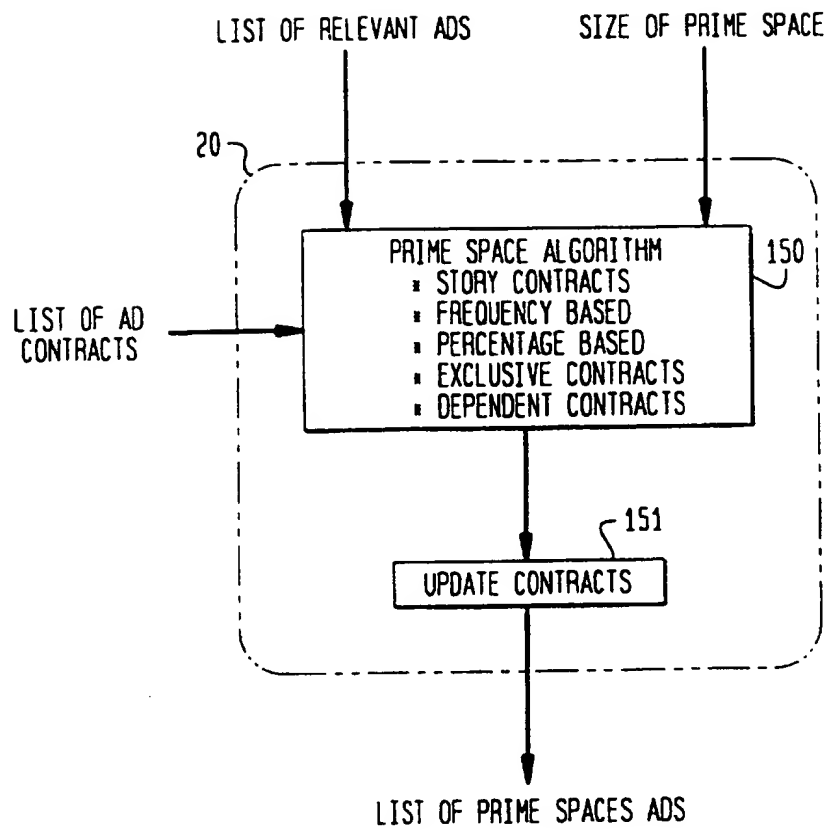 LIST OF RELEVANT ADS
SIZE OF PRIME SPACE
20
PRIME SPACE ALGORITHM
* STORY CONTRACTS
* FREQUENCY BASED
* PERCENTAGE BASED
* EXCLUSIVE CONTRACTS
* DEPENDENT CONTRACTS
150
LIST OF AD
CONTRACTS
151
UPDATE CONTRACTS
LIST OF PRIME SPACES ADS